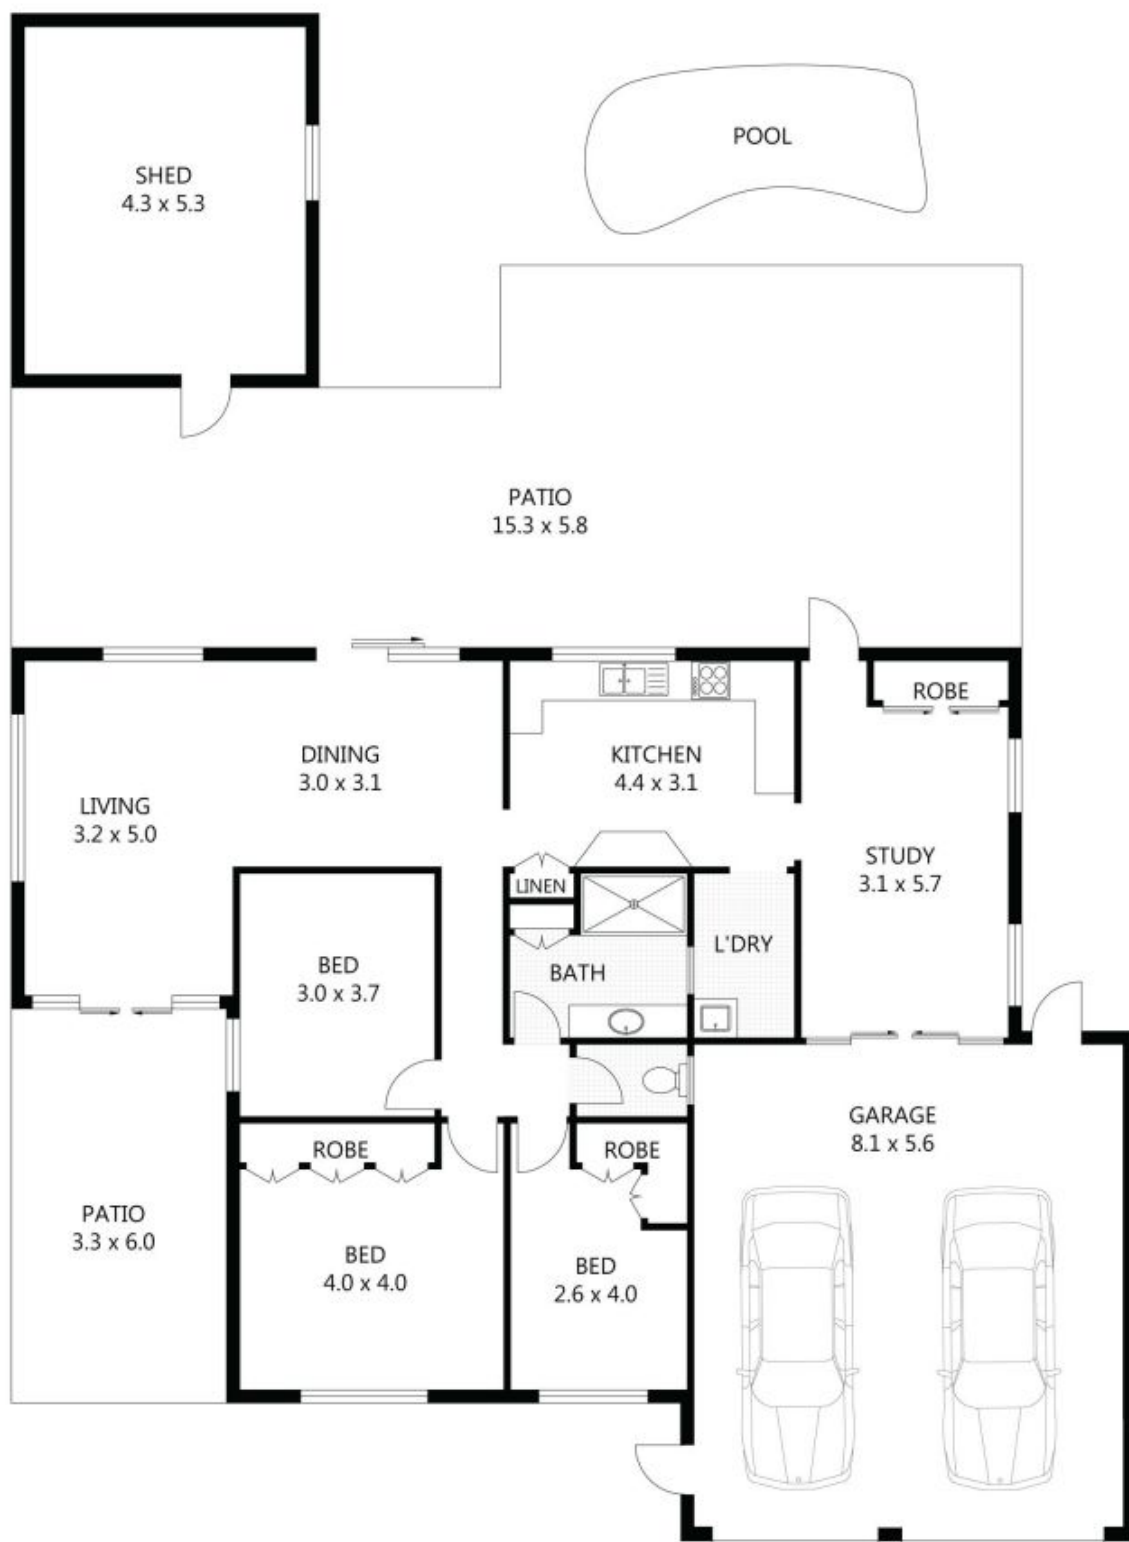 POOL
SHED
4.3 x 5.3
PATIO
15.3 x 5.8
ROBE
DINING
3.0 x 3.1
KITCHEN
4.4 x 3.1
LIVING
3.2 x 5.0
STUDY
3.1 x 5.7
LINEN
L'DRY
BED
3.0 x 3.7
BATH
GARAGE
8.1 x 5.6
ROBE
ROBE
PATIO
3.3 x 6.0
BED
4.0 x 4.0
BED
2.6 x 4.0